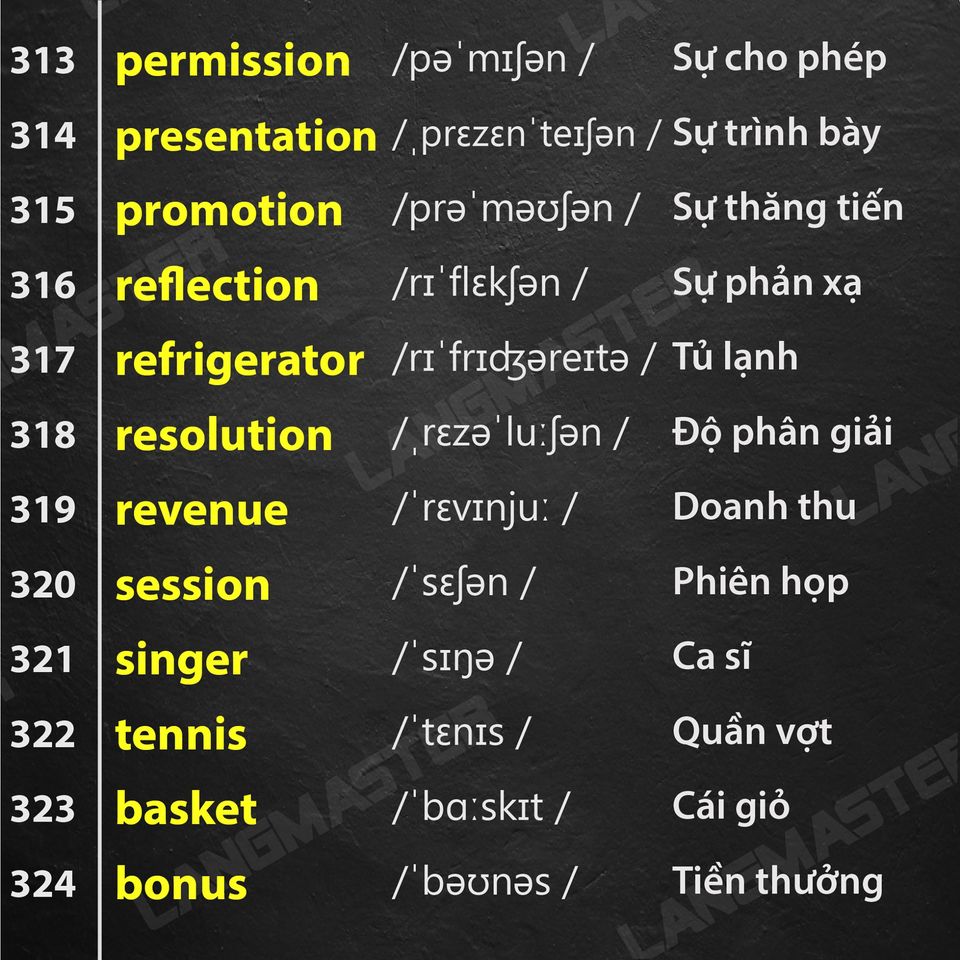 313 permission /pəˈmɪʃən / Sự cho phép
314 presentation /ˌprɛzɛnˈteɪʃən / Sự trình bày
315 promotion /prəˈməʊʃən / Sự thăng tiến
316 reflection /rɪˈflɛkʃən / Sự phản xạ
317 refrigerator /rɪˈfrɪʤəreɪtə / Tủ lạnh
318 resolution /ˌrɛzəˈluːʃən / Độ phân giải
319 revenue /ˈrɛvɪnjuː / Doanh thu
320 session /ˈsɛʃən / Phiên họp
321 singer /ˈsɪŋə / Ca sĩ
322 tennis /ˈtɛnɪs / Quần vợt
323 basket /ˈbɑːskɪt / Cái giỏ
324 bonus /ˈbəʊnəs / Tiền thưởng
LANGMASTER
LANGMASTER
LANGMASTER
LANGMASTER